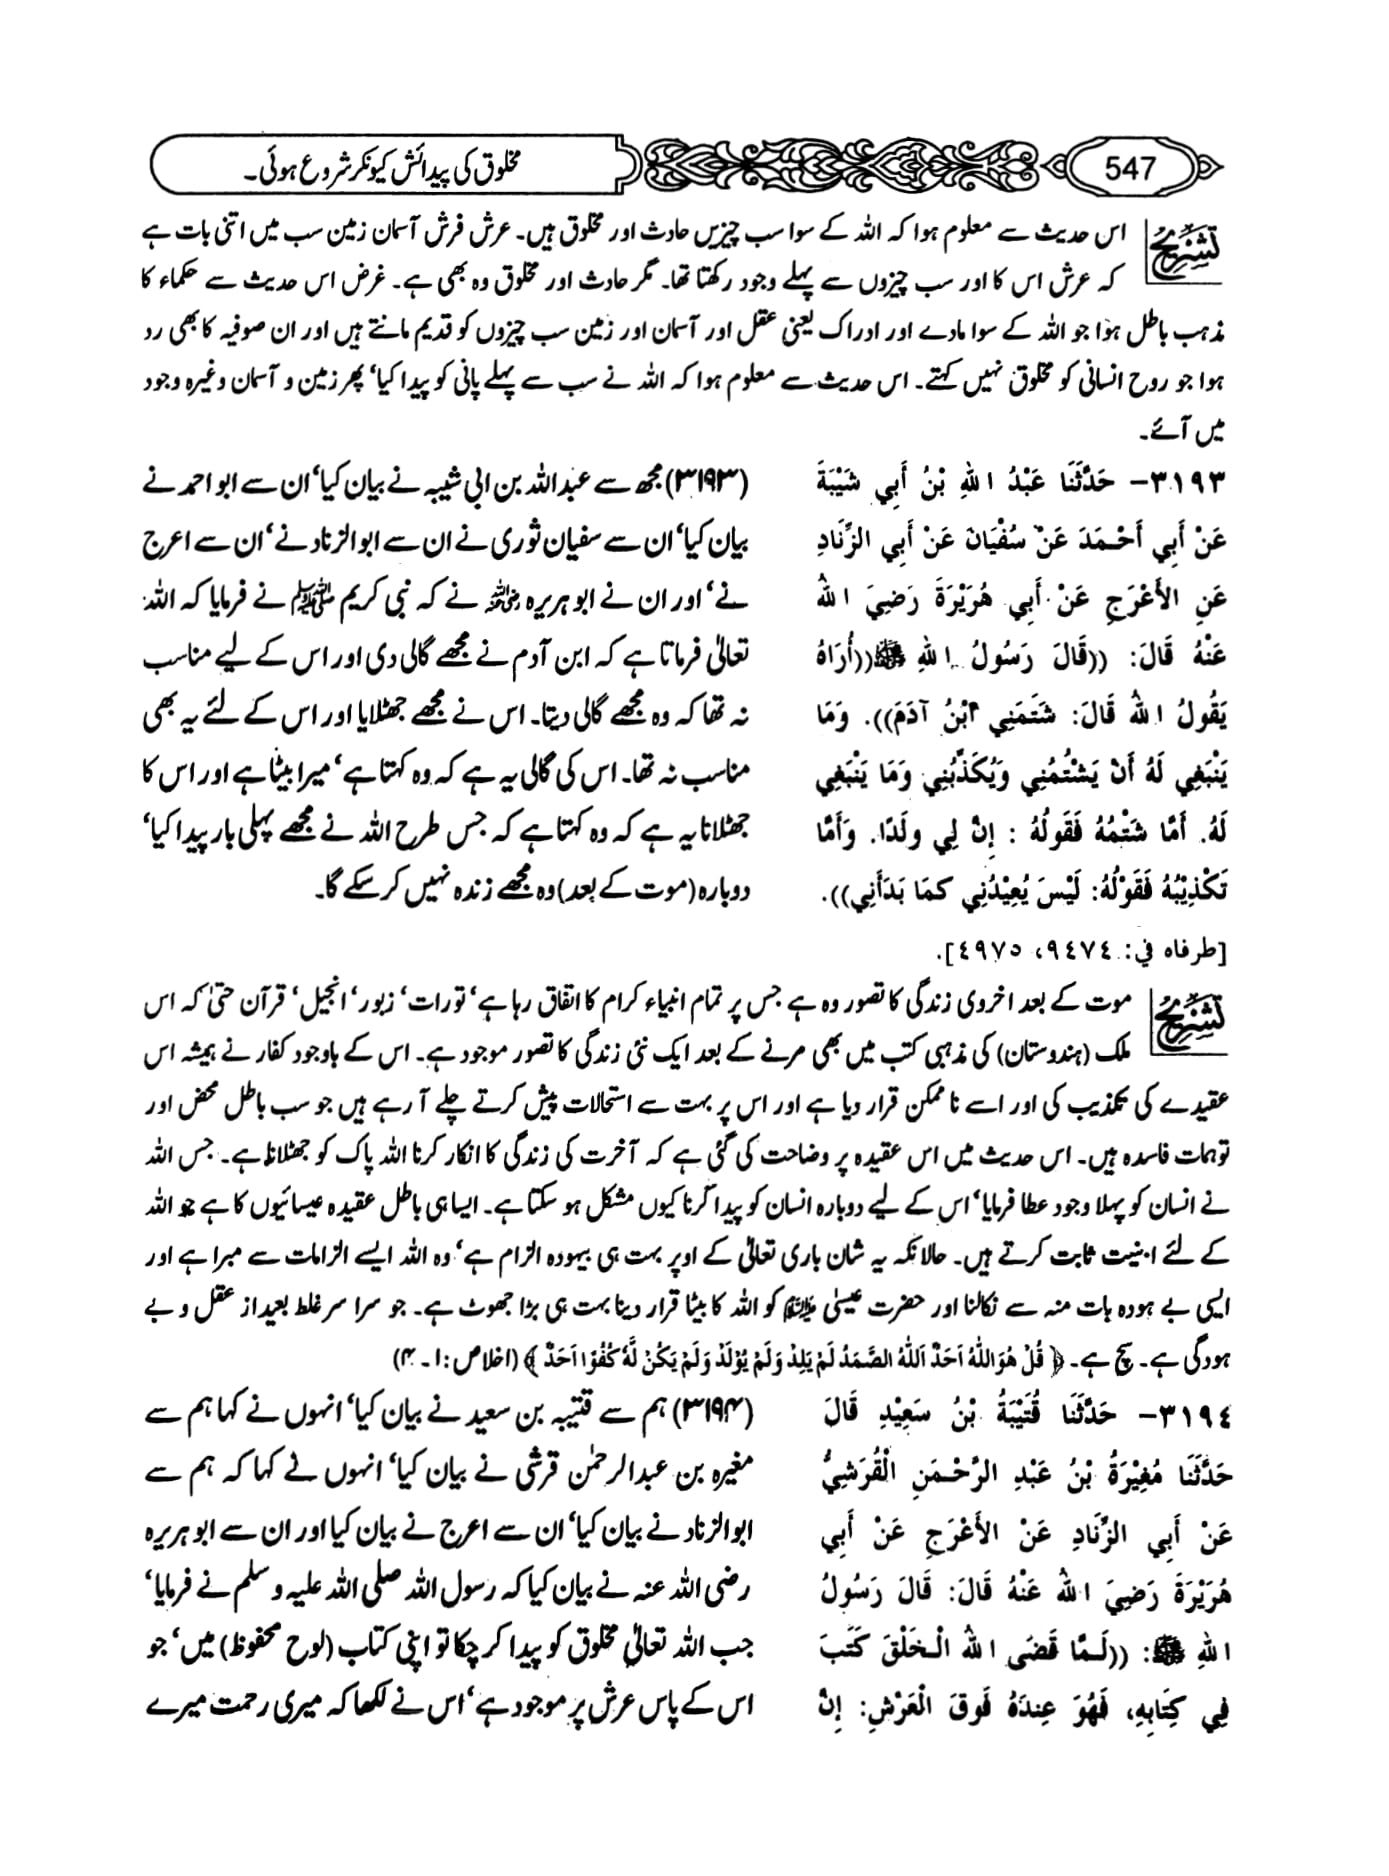 547
مخلوق کی پیدائش کیونکر شروع ہوئی۔
تشریح
اس حدیث سے معلوم ہوا کہ اللہ کے سوا سب چیزیں حادث اور مخلوق ہیں۔ عرش فرش آسمان زمین سب میں اتنی بات ہے
کہ عرش اس کا اور سب چیزوں سے پہلے وجود رکھتا تھا۔ مگر حادث اور مخلوق وہ بھی ہے۔ غرض اس حدیث سے حکماء کا
مذہب باطل ہوا جو اللہ کے سوا مادے اور ادراک یعنی عقل اور آسمان اور زمین سب چیزوں کو قدیم مانتے ہیں اور ان صوفیہ کا بھی رد
ہوا جو روح انسانی کو مخلوق نہیں کہتے۔ اس حدیث سے معلوم ہوا کہ اللہ نے سب سے پہلے پانی کو پیدا کیا‘ پھر زمین و آسمان وغیرہ وجود
میں آئے۔
٣١٩٣– حَدَّثَنَا عَبْدُ اللهِ بْنُ أَبِي شَيْبَةَ
عَنْ أَبِي أَحْمَدَ عَنْ سُفْيَانَ عَنْ أَبِي الزِّنَادِ
عَنِ الأَعْرَجِ عَنْ أَبِي هُرَيْرَةَ رَضِيَ اللهُ
عَنْهُ قَالَ: ((قَالَ رَسُولُ اللهِ ﷺ((أُرَاهُ
يَقُولُ اللهُ قَالَ: شَتَمَنِي ابْنُ آدَمَ)). وَمَا
يَنْبَغِي لَهُ أَنْ يَشْتُمُنِي وَيُكَذِّبُنِي وَمَا يَنْبَغِي
لَهُ. أَمَّا شَتْمُهُ فَقَولُهُ : إِنَّ لِي ولَدًا. وَأَمَّا
تَكْذِيْبُهُ فَقَوْلُهُ: لَيْسَ يُعِيْدُنِي كَمَا بَدَأَنِي)).
[طرفاه في: ٩٤٧٤، ٤٩٧٥].
(۳۱۹۳) مجھ سے عبداللہ بن ابی شیبہ نے بیان کیا‘ ان سے ابو احمد نے
بیان کیا‘ ان سے سفیان ثوری نے ان سے ابوالزناد نے‘ ان سے اعرج
نے‘ اور ان نے ابو ہریرہ رضی اللہ عنہ نے کہ نبی کریم ﷺ نے فرمایا کہ اللہ
تعالیٰ فرماتا ہے کہ ابن آدم نے مجھے گالی دی اور اس کے لیے مناسب
نہ تھا کہ وہ مجھے گالی دیتا۔ اس نے مجھے جھٹلایا اور اس کے لئے یہ بھی
مناسب نہ تھا۔ اس کی گالی یہ ہے کہ وہ کہتا ہے‘ میرا بیٹا ہے اور اس کا
جھٹلانا یہ ہے کہ وہ کہتا ہے کہ جس طرح اللہ نے مجھے پہلی بار پیدا کیا‘
دوبارہ (موت کے بعد) وہ مجھے زندہ نہیں کر سکے گا۔
تشریح
موت کے بعد اخروی زندگی کا تصور وہ ہے جس پر تمام انبیاء کرام کا اتفاق رہا ہے‘ تورات‘ زبور‘ انجیل‘ قرآن حتیٰ کہ اس
ملک (ہندوستان) کی مذہبی کتب میں بھی مرنے کے بعد ایک نئی زندگی کا تصور موجود ہے۔ اس کے باوجود کفار نے ہمیشہ اس
عقیدے کی تکذیب کی اور اسے نا ممکن قرار دیا ہے اور اس پر بہت سے استحالات پیش کرتے چلے آ رہے ہیں جو سب باطل محض اور
توہمات فاسدہ ہیں۔ اس حدیث میں اس عقیدہ پر وضاحت کی گئی ہے کہ آخرت کی زندگی کا انکار کرنا اللہ پاک کو جھٹلانا ہے۔ جس اللہ
نے انسان کو پہلا وجود عطا فرمایا‘ اس کے لیے دوبارہ انسان کو پیدا کرنا کیوں مشکل ہو سکتا ہے۔ ایسا ہی باطل عقیدہ عیسائیوں کا ہے جو اللہ
کے لئے ابنیت ثابت کرتے ہیں۔ حالانکہ یہ شان باری تعالیٰ کے اوپر بہت ہی بیہودہ الزام ہے‘ وہ اللہ ایسے الزامات سے مبرا ہے اور
ایسی بے ہودہ بات منہ سے نکالنا اور حضرت عیسیٰ علیہ السلام کو اللہ کا بیٹا قرار دینا بہت ہی بڑا جھوٹ ہے۔ جو سرا سر غلط بعید از عقل و بے
ہودگی ہے۔ سچ ہے۔ ﴿ قُلْ هُوَ اللّٰهُ اَحَدٌ اَللّٰهُ الصَّمَدُ لَمْ يَلِدْ وَلَمْ يُوْلَدْ وَلَمْ يَكُنْ لَّهٗ كُفُوًا اَحَدٌ ﴾ (اخلاص:۱۔۴)
٣١٩٤– حَدَّثَنَا قُتَيْبَةُ بْنُ سَعِيْدٍ قَالَ
حَدَّثَنَا مُغِيْرَةُ بْنُ عَبْدِ الرَّحْمَنِ الْقُرَشِيُّ
عَنْ أَبِي الزِّنَادِ عَنْ الأَعْرَجِ عَنْ أَبِي
هُرَيْرَةَ رَضِيَ اللهُ عَنْهُ قَالَ: قَالَ رَسُولُ
اللهِ ﷺ: ((لَمَّا قَضَى اللهُ الْخَلْقَ كَتَبَ
فِي كِتَابِهِ، فَهُوَ عِنْدَهُ فَوقَ الْعَرْشِ: إِنَّ
(۳۱۹۴) ہم سے قتیبہ بن سعید نے بیان کیا‘ انہوں نے کہا ہم سے
مغیرہ بن عبدالرحمٰن قرشی نے بیان کیا‘ انہوں نے کہا کہ ہم سے
ابوالزناد نے بیان کیا‘ ان سے اعرج نے بیان کیا اور ان سے ابو ہریرہ
رضی اللہ عنہ نے بیان کیا کہ رسول اللہ صلی اللہ علیہ و سلم نے فرمایا‘
جب اللہ تعالیٰ مخلوق کو پیدا کر چکا تو اپنی کتاب (لوح محفوظ) میں‘ جو
اس کے پاس عرش پر موجود ہے‘ اس نے لکھا کہ میری رحمت میرے